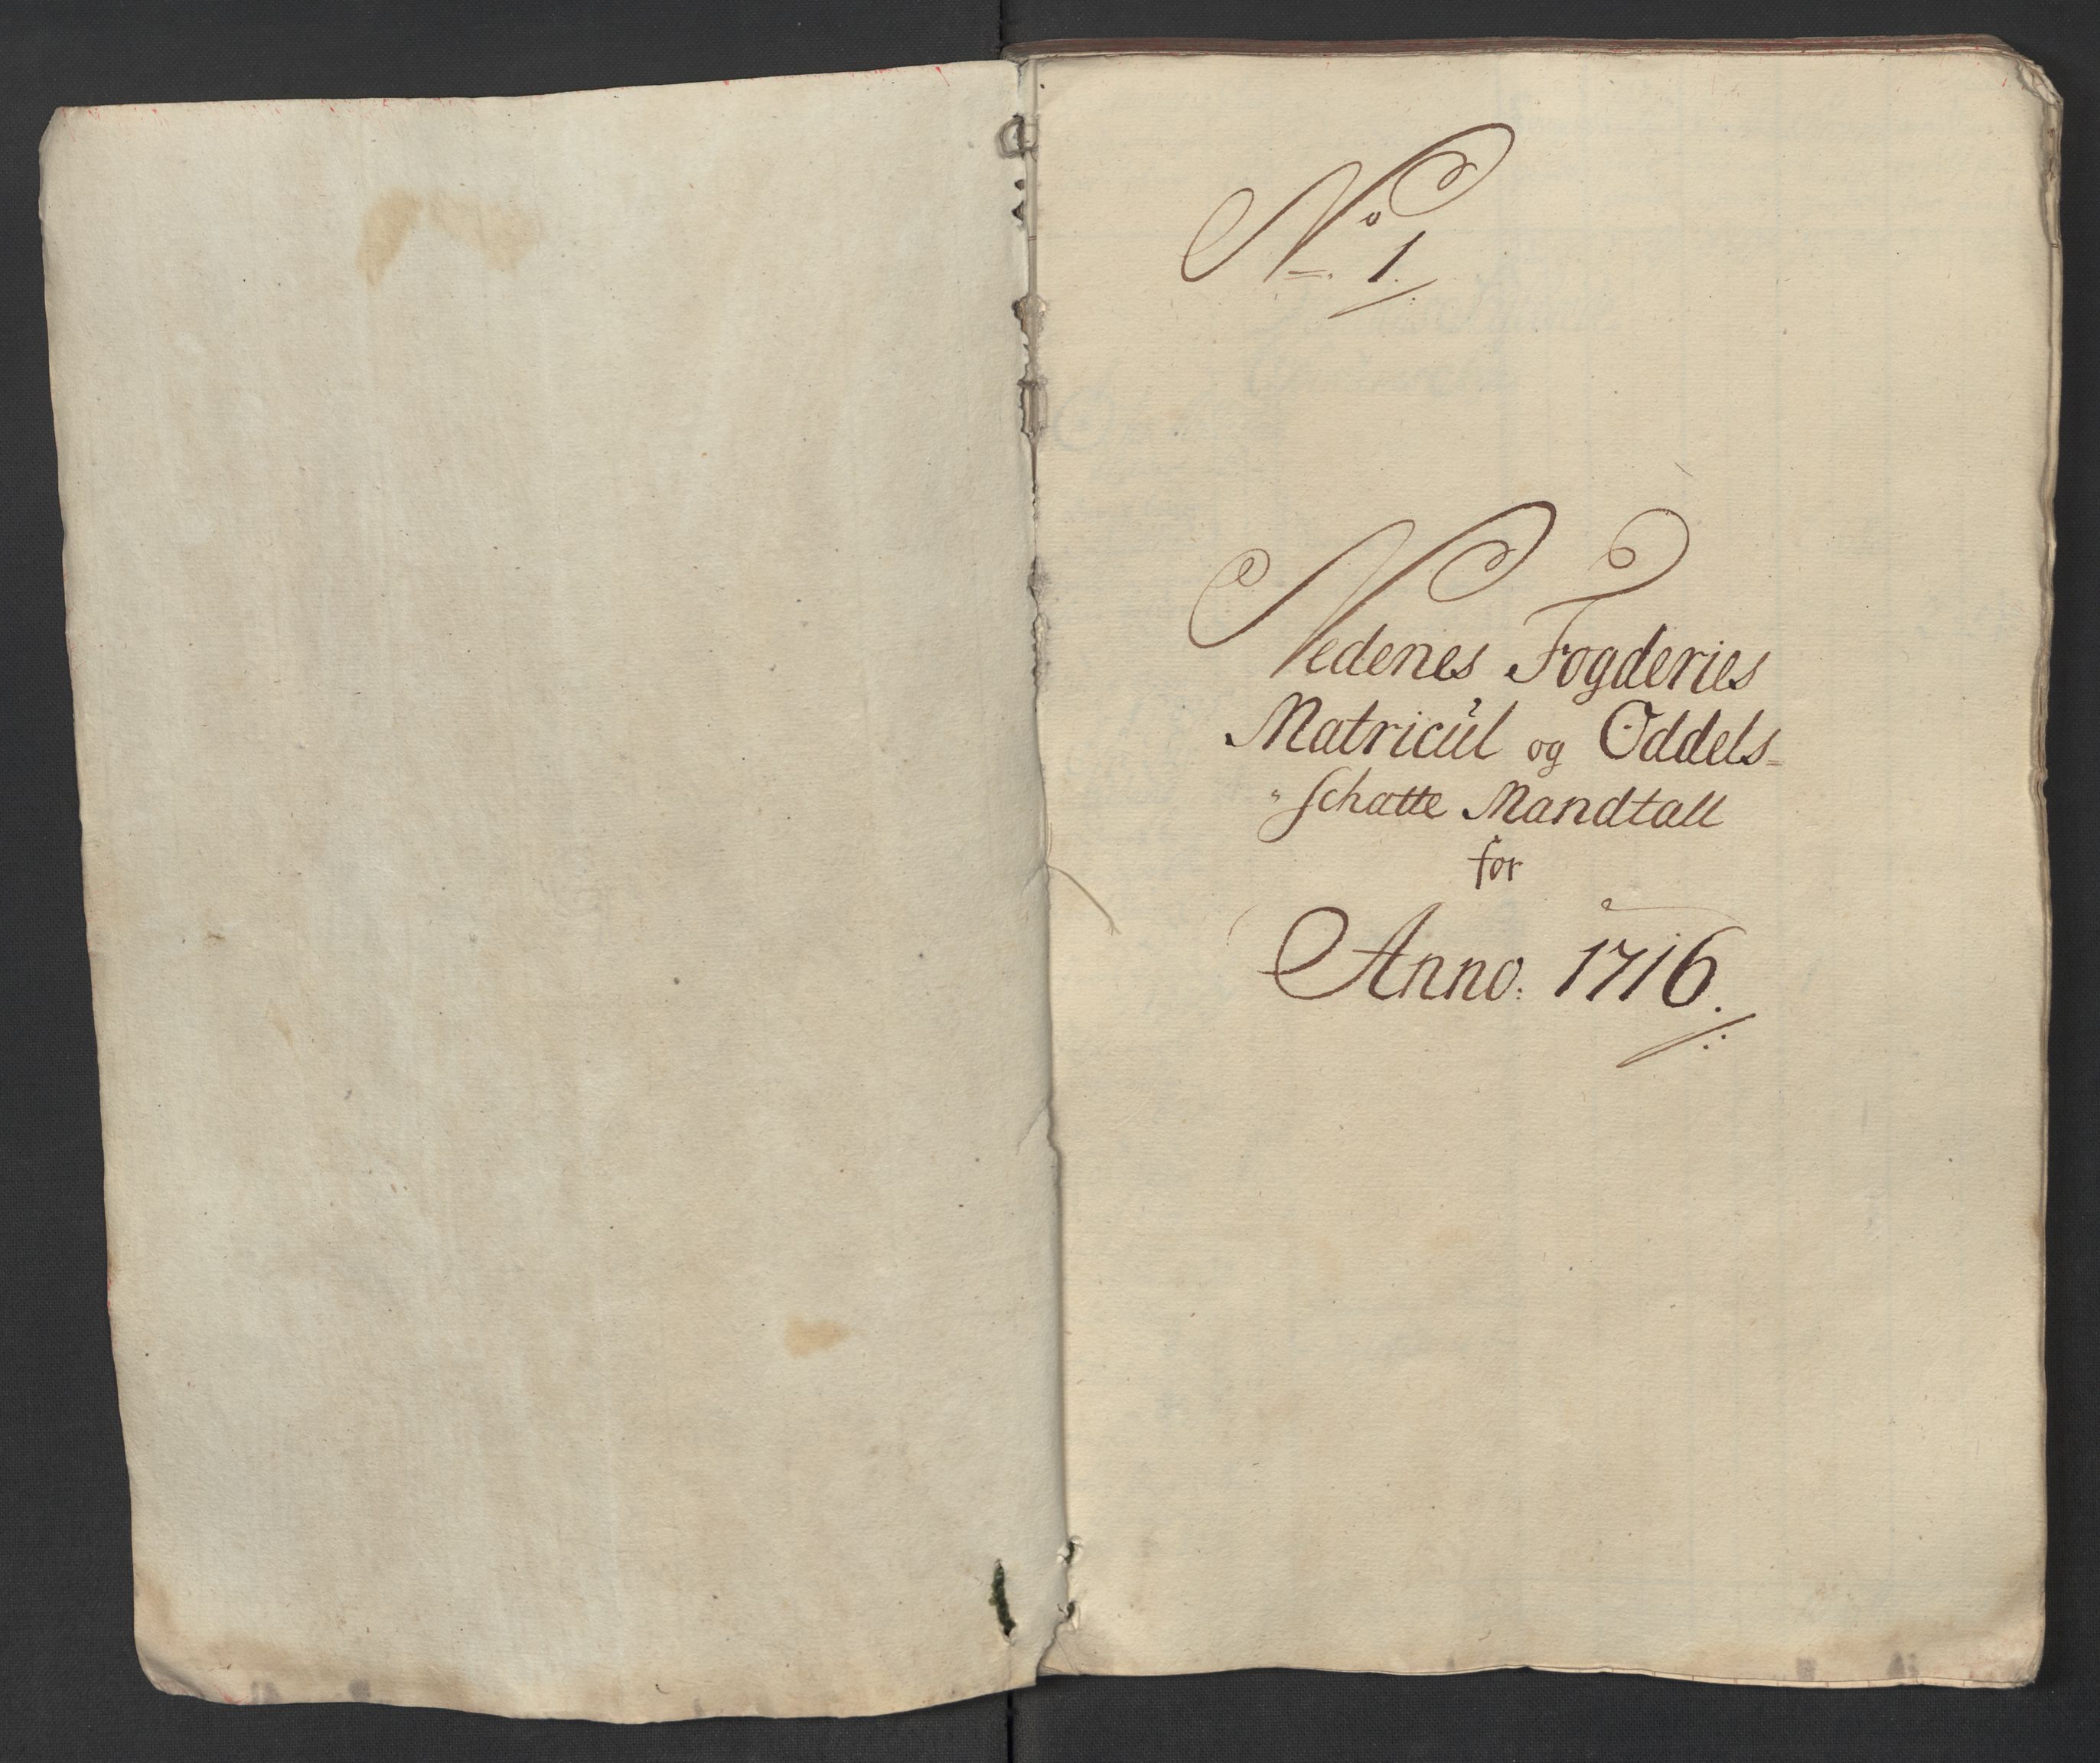 No 1
Nedenes Fogderies
Matricul og Oddels-
Schatte Mandtall
for
Anno: 1716.